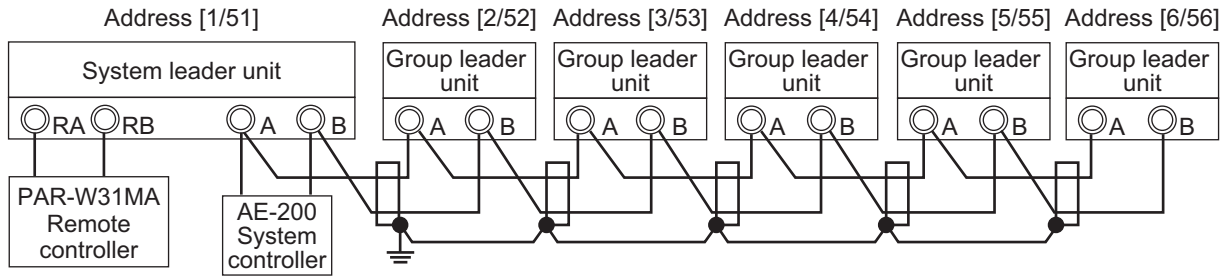 Address [1/51]
Address [2/52]
Address [3/53]
Address [4/54]
Address [5/55]
Address [6/56]
System leader unit
Group leader
unit
Group leader
unit
Group leader
unit
Group leader
unit
Group leader
unit
RA
RB
A
B
A
B
A
B
A
B
A
B
A
B
PAR-W31MA
Remote
controller
AE-200
System
controller